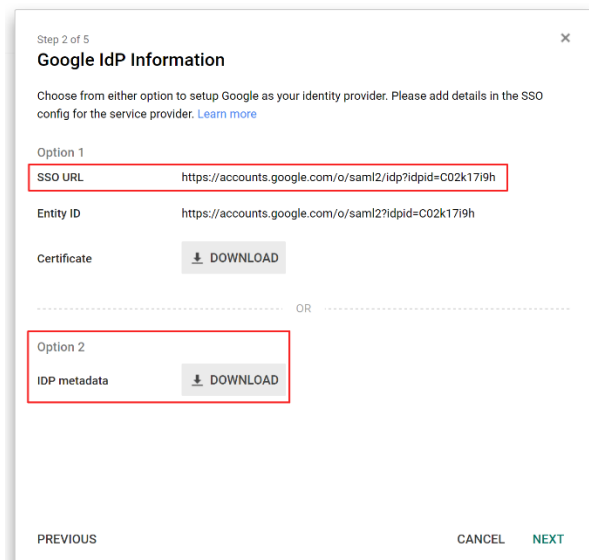 Step 2 of 5
Google IdP Information
Choose from either option to setup Google as your identity provider. Please add details in the SSO
config for the service provider. Learn more
Option 1
SSO URL https://accounts.google.com/o/saml2/idp?idpid=C02k17i9h
Entity ID https://accounts.google.com/o/saml2?idpid=C02k17i9h
Certificate DOWNLOAD
OR
Option 2
IDP metadata DOWNLOAD
PREVIOUS CANCEL NEXT